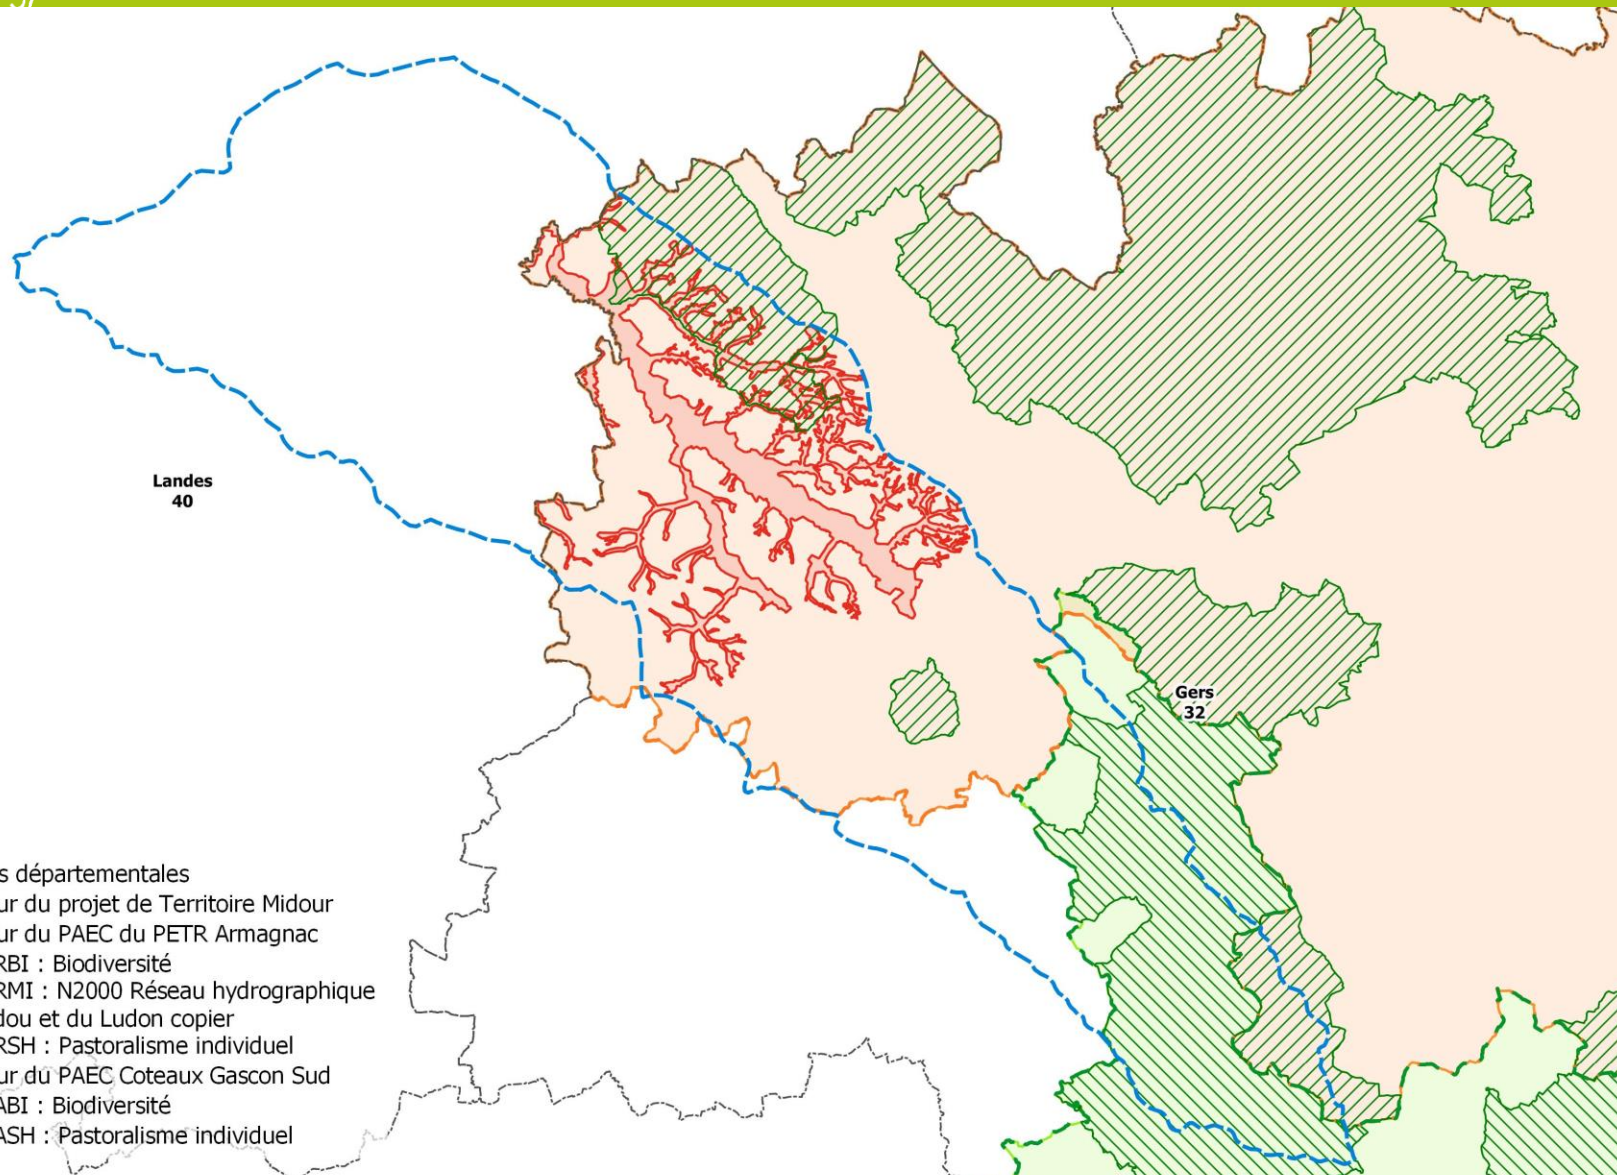 37
Landes
40
Gers
32
s départementales
ur du projet de Territoire Midour
ur du PAEC du PETR Armagnac
RBI : Biodiversité
RMI : N2000 Réseau hydrographique
dou et du Ludon copier
RSH : Pastoralisme individuel
ur du PAEC Coteaux Gascon Sud
ABI : Biodiversité
ASH : Pastoralisme individuel